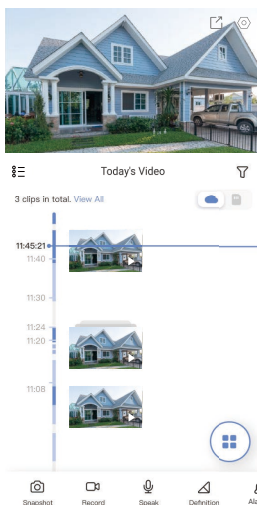 Today's Video
3 clips in total. View All
11:45:21
11:40
11:30
11:24
11:20
11:08
Snapshot
Record
Speak
Definition
Ala